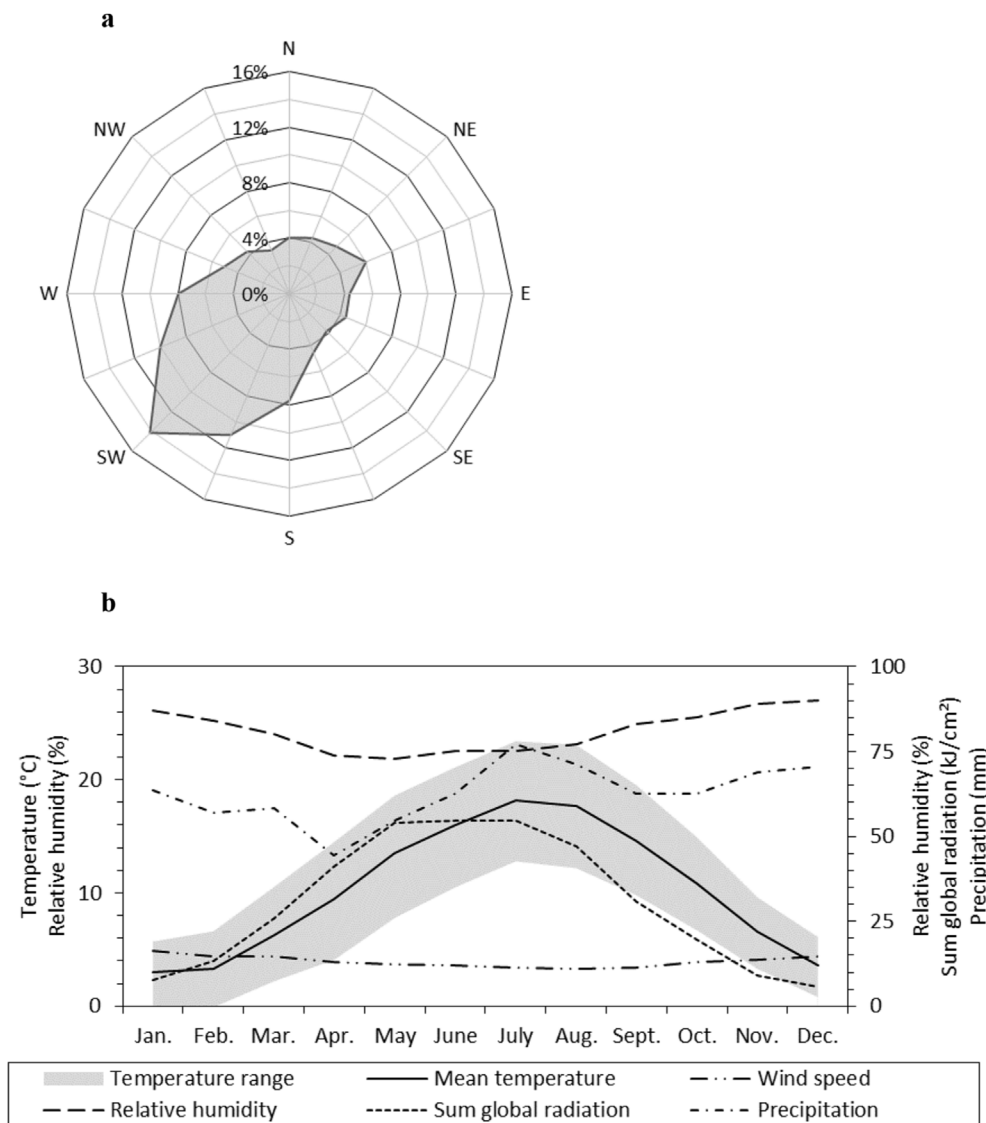 a
N
16%
NW
NE
12%
8%
4%
W
0%
E
SW
SE
S
b
30
20
10
0
Temperature (°C)
Relative humidity (%)
100
75
50
25
0
Relative humidity (%)
Sum global radiation (kJ/cm²)
Precipitation (mm)
Jan. Feb. Mar. Apr. May June July Aug. Sept. Oct. Nov. Dec.
Temperature range Mean temperature Wind speed
Relative humidity Sum global radiation Precipitation